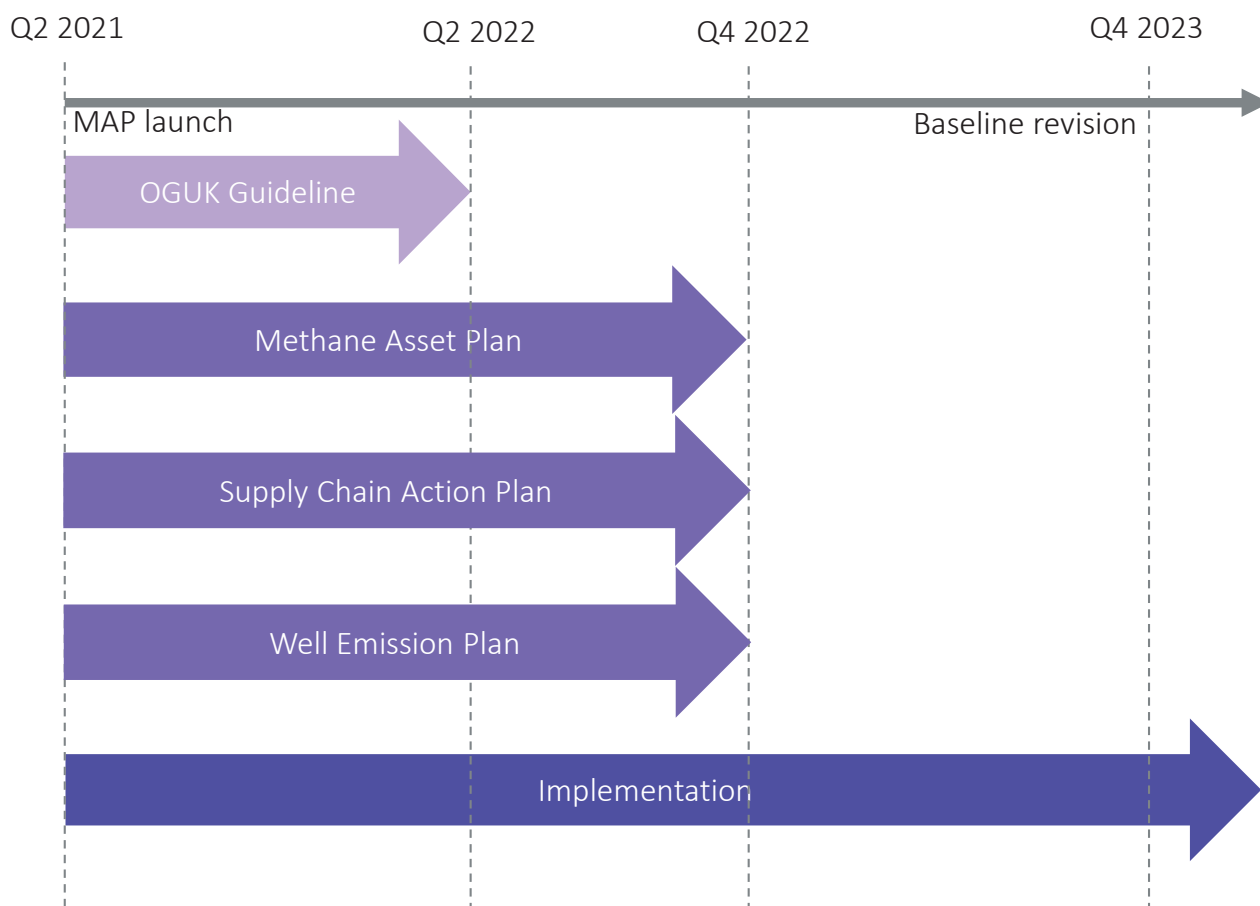 Q2 2021
Q2 2022
Q4 2022
Q4 2023
MAP launch
Baseline revision
OGUK Guideline
Methane Asset Plan
Supply Chain Action Plan
Well Emission Plan
Implementation